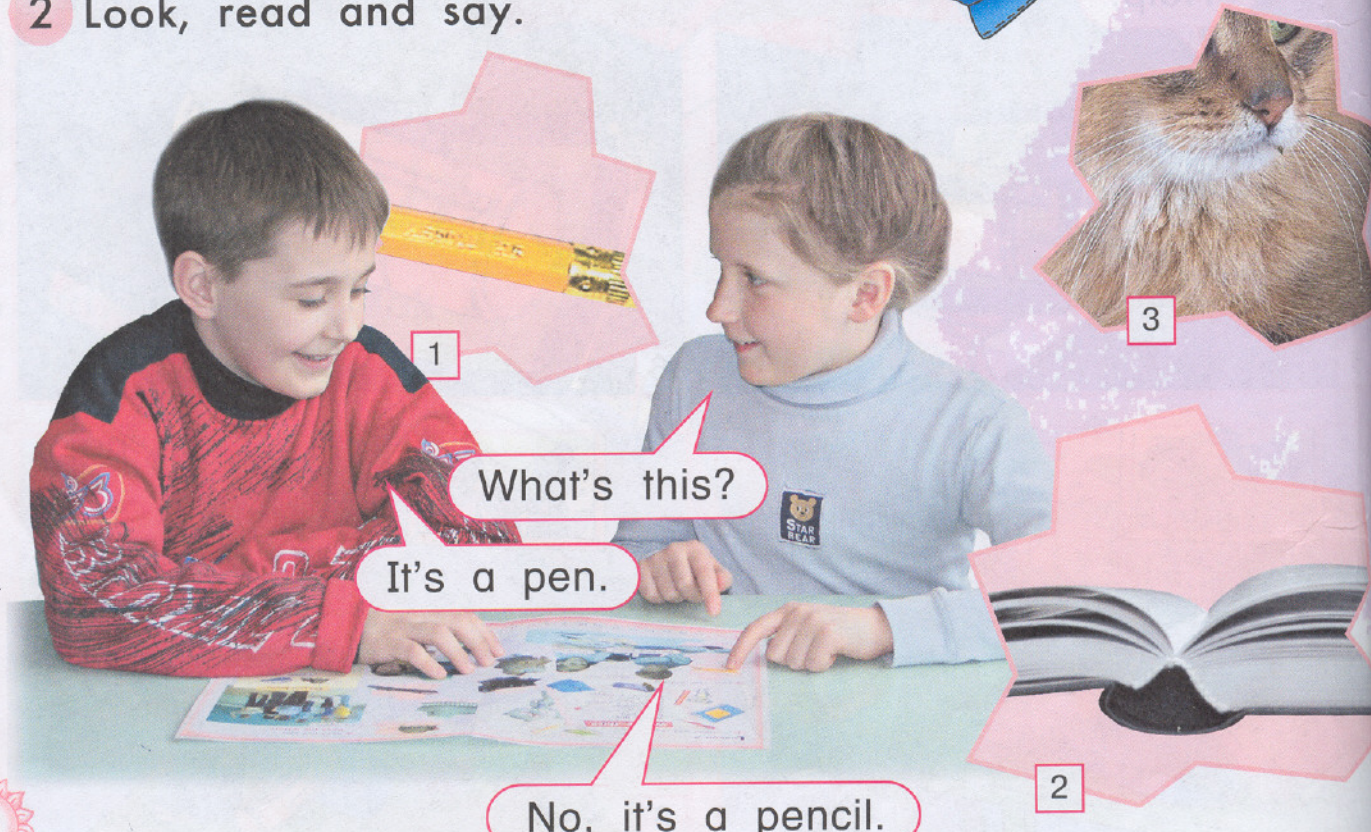 2 Look, read and say.
1
3
What's this?
STAR
BEAR
It's a pen.
2
No, it's a pencil.